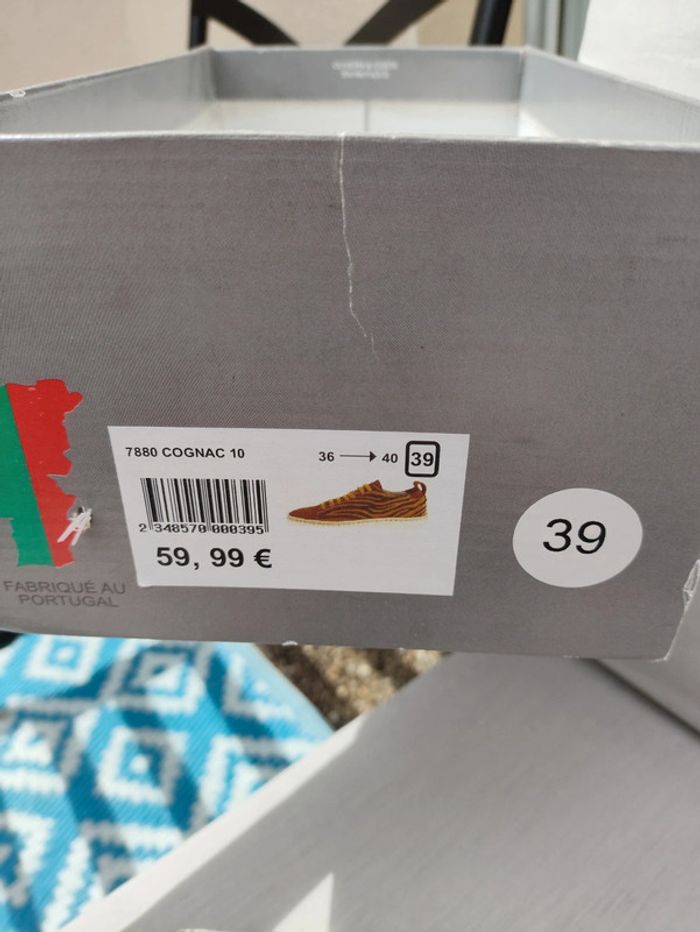 7880 COGNAC 10
36 → 40 39
2 348570 000395
59, 99 €
39
FABRIQUÉ AU
PORTUGAL